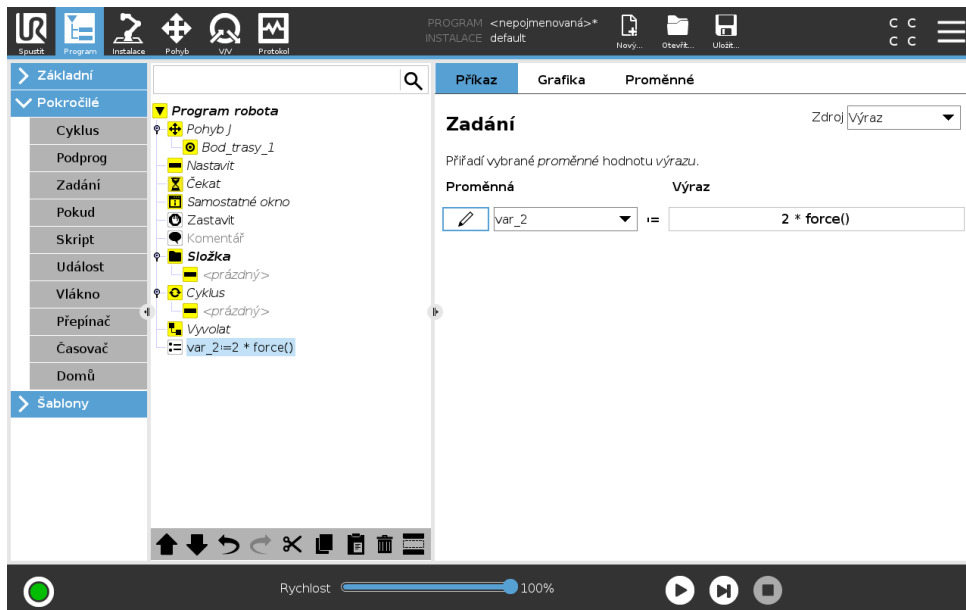 PROGRAM <nepojmenovaná>*
INSTALACE default
Spustit Program Instalace Pohyb V/V Protokol Nový... Otevřít... Uložit...
C C
C C
Základní
Pokročilé
Cyklus
Podprog
Zadání
Pokud
Skript
Událost
Vlákno
Přepínač
Časovač
Domů
Šablony
Program robota
Pohyb J
Bod_trasy_1
Nastavit
Čekat
Samostatné okno
Zastavit
Komentář
Složka
<prázdný>
Cyklus
<prázdný>
Vyvolat
var_2:=2 * force()
Příkaz Grafika Proměnné
Zadání
Zdroj Výraz
Přiřadí vybrané proměnné hodnotu výrazu.
Proměnná Výraz
var_2 := 2 * force()
Rychlost 100%